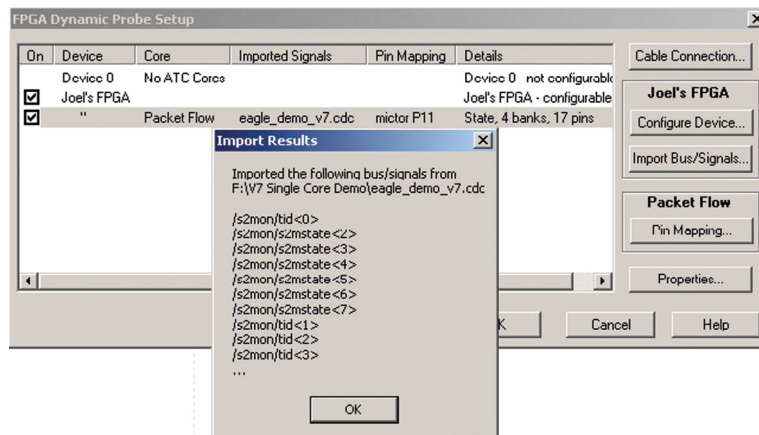 FPGA Dynamic Probe Setup
On Device Core Imported Signals Pin Mapping Details
Device 0 No ATC Cores Device 0 not configurable
Joel's FPGA Joel's FPGA - configurable
" Packet Flow eagle_demo_v7.cdc mictor P11 State, 4 banks, 17 pins
Cable Connection...
Joel's FPGA
Configure Device...
Import Bus/Signals...
Packet Flow
Pin Mapping...
Properties...
K Cancel Help
Import Results
Imported the following bus/signals from
F:\V7 Single Core Demo\eagle_demo_v7.cdc
/s2mon/tid<0>
/s2mon/s2mstate<2>
/s2mon/s2mstate<3>
/s2mon/s2mstate<4>
/s2mon/s2mstate<5>
/s2mon/s2mstate<6>
/s2mon/s2mstate<7>
/s2mon/tid<1>
/s2mon/tid<2>
/s2mon/tid<3>
...
OK